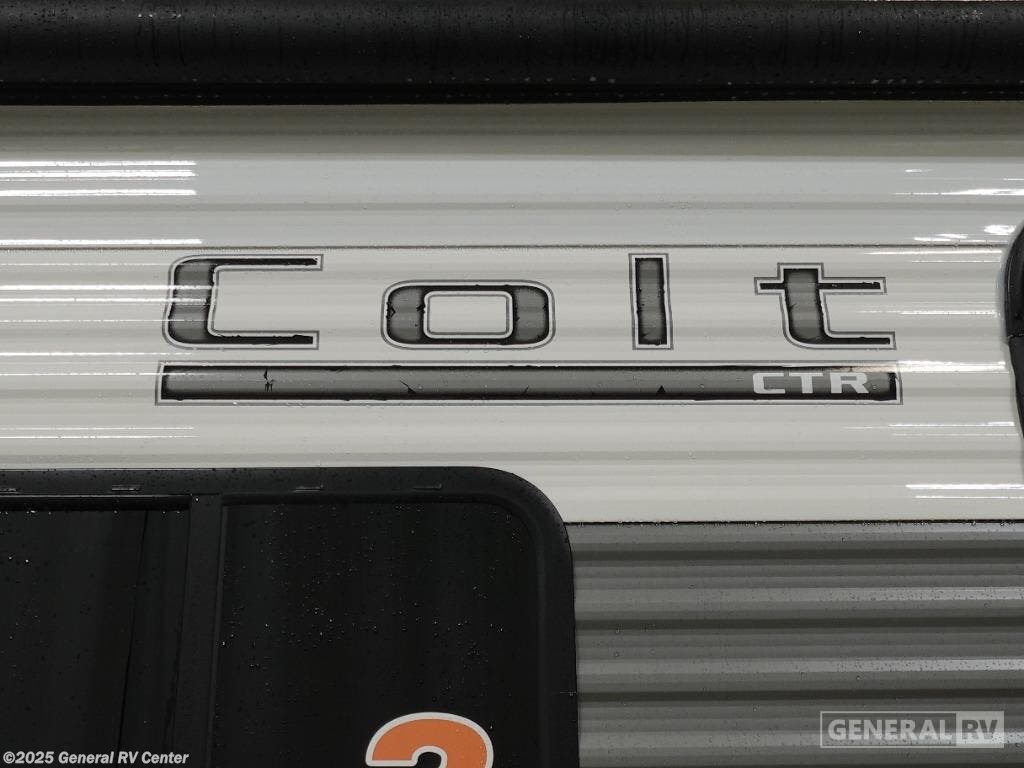 Colt
CTR
GENERAL RV
©2025 General RV Center